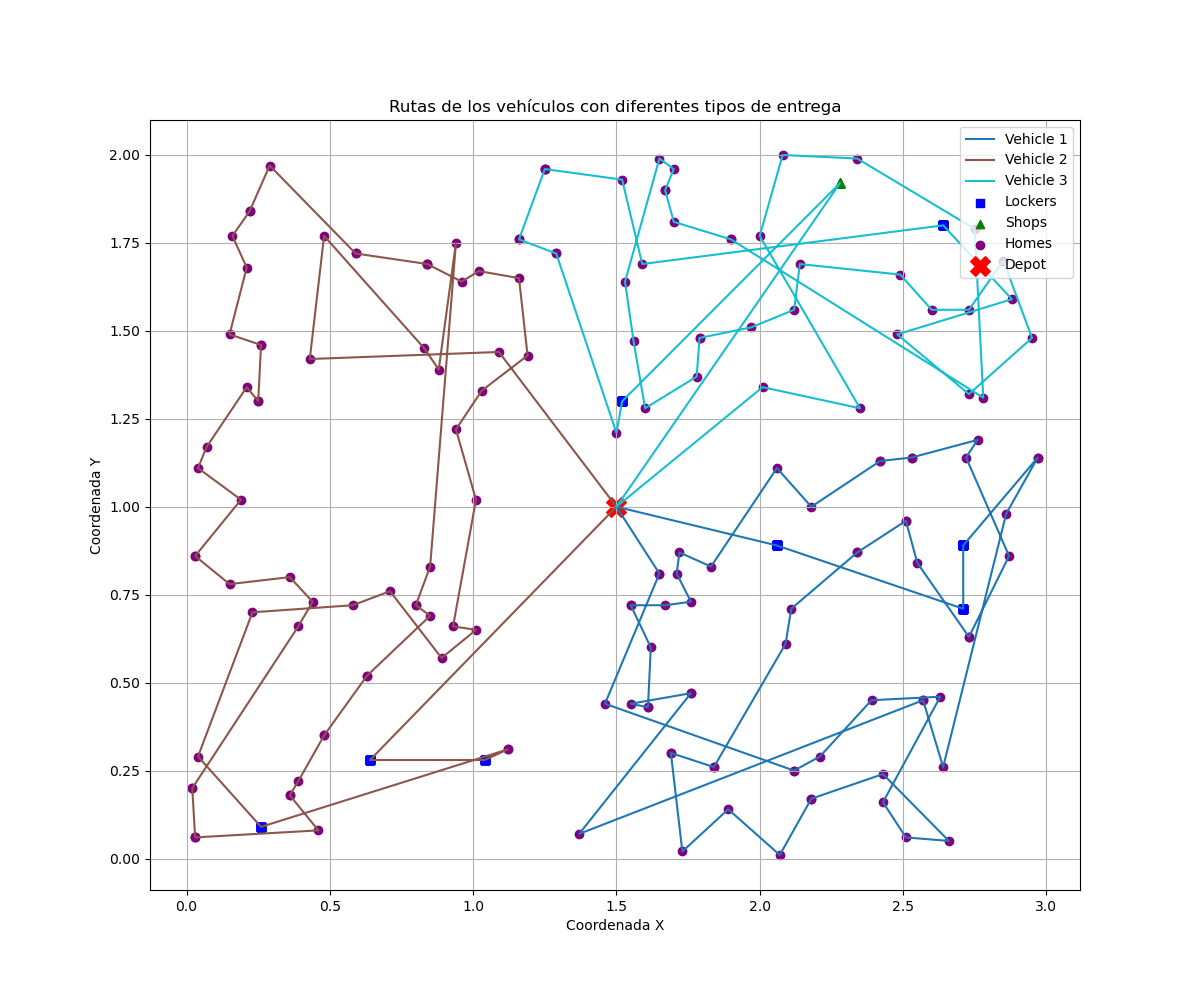 Rutas de los vehículos con diferentes tipos de entrega
Vehicle 1
Vehicle 2
Vehicle 3
Lockers
Shops
Homes
Depot
Coordenada Y
2.00
1.75
1.50
1.25
1.00
0.75
0.50
0.25
0.00
0.0 0.5 1.0 1.5 2.0 2.5 3.0
Coordenada X